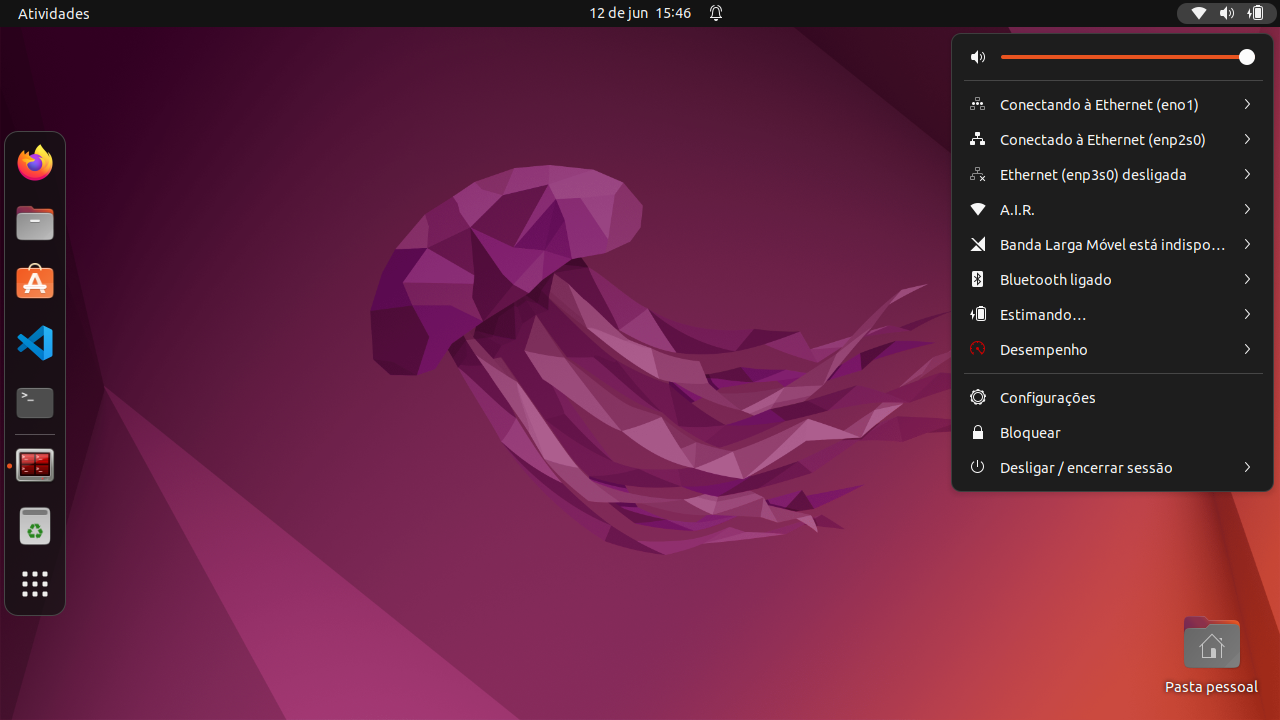 Atividades
12 de jun 15:46
Conectando à Ethernet (eno1)
Conectado à Ethernet (enp2s0)
Ethernet (enp3s0) desligada
A.I.R.
Banda Larga Móvel está indispo…
Bluetooth ligado
Estimando…
Desempenho
Configurações
Bloquear
Desligar / encerrar sessão
Pasta pessoal